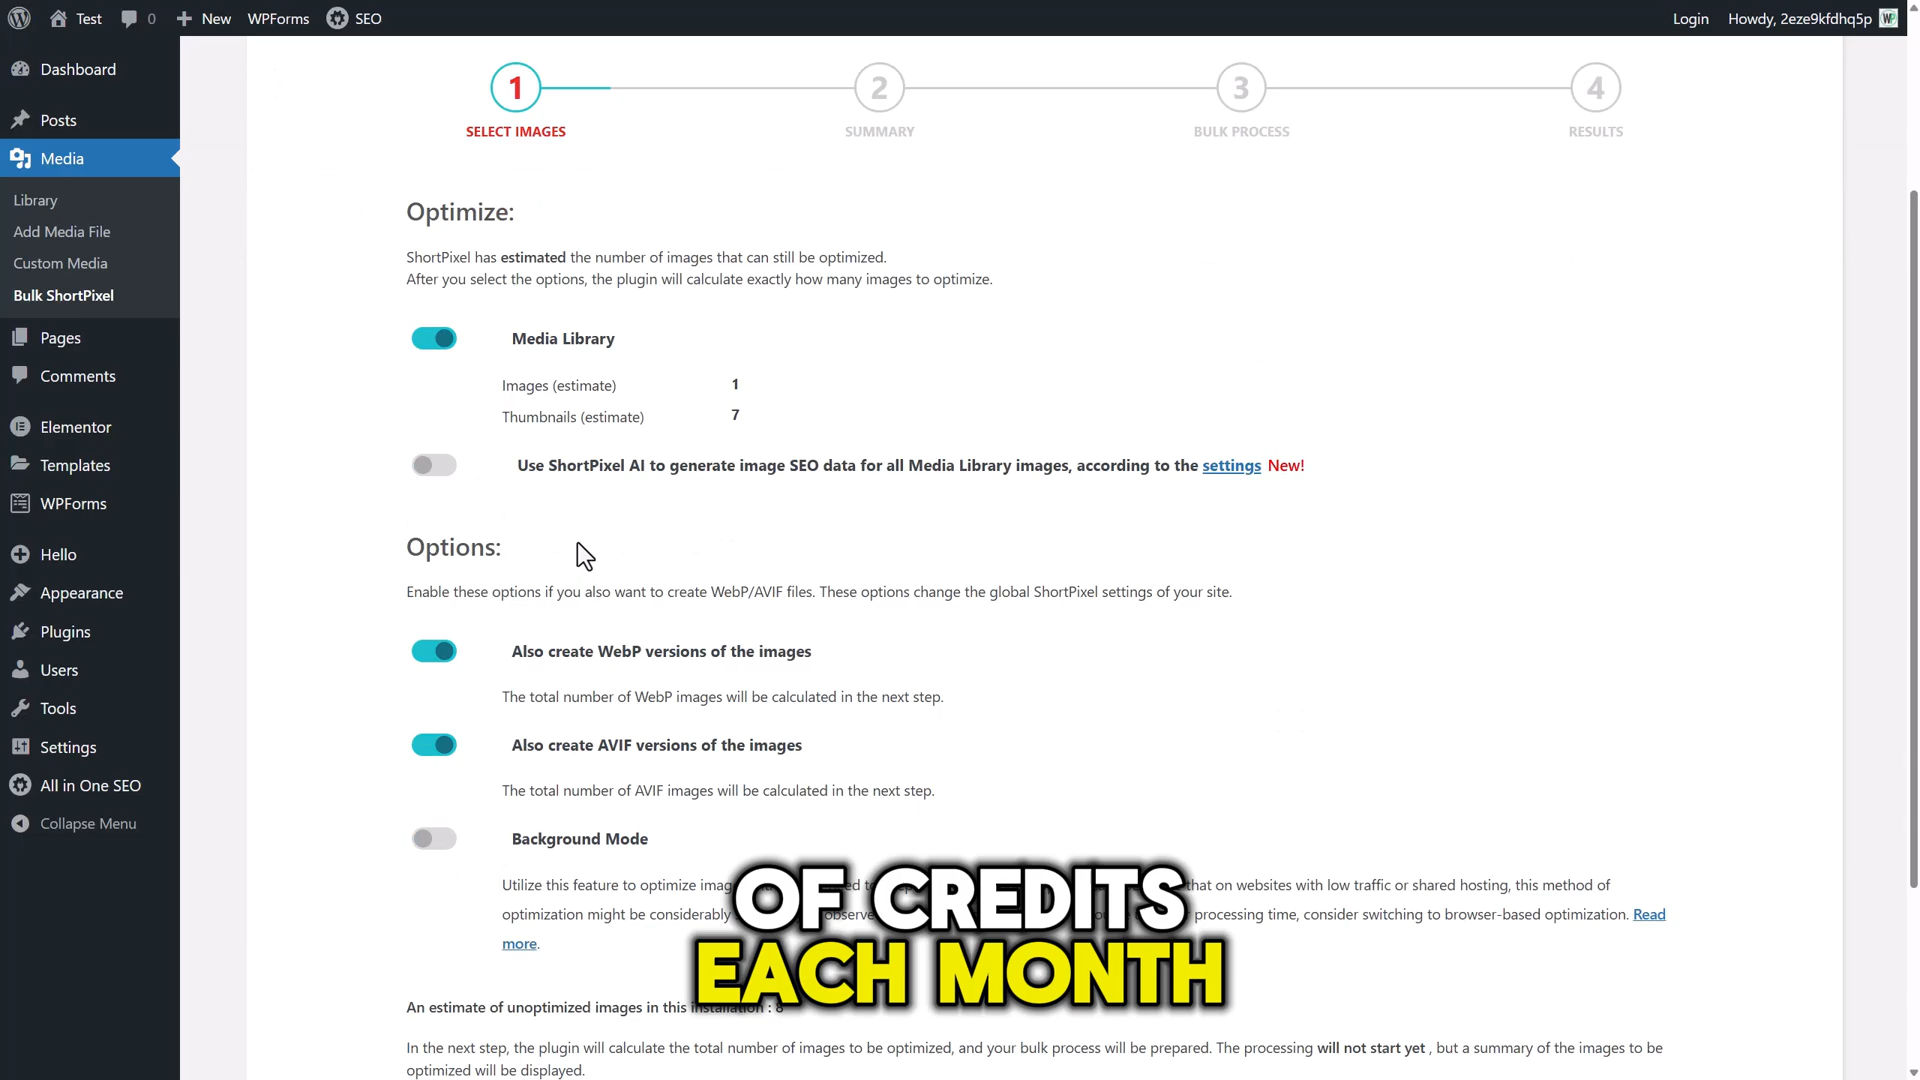 Test 0 New WPForms SEO Login Howdy, 2eze9kfdhq5p
Dashboard
Posts
Media
Library
Add Media File
Custom Media
Bulk ShortPixel
Pages
Comments
Elementor
Templates
WPForms
Hello
Appearance
Plugins
Users
Tools
Settings
All in One SEO
Collapse Menu
1 2 3 4
SELECT IMAGES SUMMARY BULK PROCESS RESULTS
Optimize:
ShortPixel has estimated the number of images that can still be optimized.
After you select the options, the plugin will calculate exactly how many images to optimize.
Media Library
Images (estimate) 1
Thumbnails (estimate) 7
Use ShortPixel AI to generate image SEO data for all Media Library images, according to the settings New!
Options:
Enable these options if you also want to create WebP/AVIF files. These options change the global ShortPixel settings of your site.
Also create WebP versions of the images
The total number of WebP images will be calculated in the next step.
Also create AVIF versions of the images
The total number of AVIF images will be calculated in the next step.
Background Mode
Utilize this feature to optimize that on websites with low traffic or shared hosting, this method of
optimization might be considerably processing time, consider switching to browser-based optimization. Read
more.
OF CREDITS
EACH MONTH
An estimate of unoptimized images in this installation : 8
In the next step, the plugin will calculate the total number of images to be optimized, and your bulk process will be prepared. The processing will not start yet , but a summary of the images to be
optimized will be displayed.